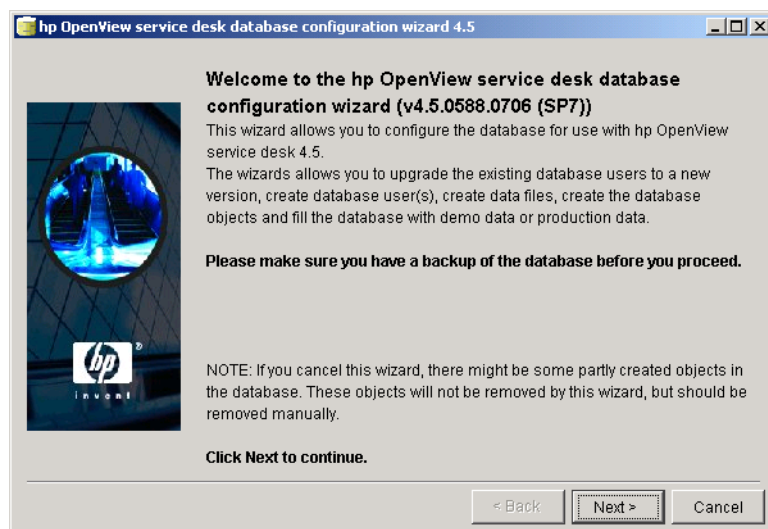 hp OpenView service desk database configuration wizard 4.5
Welcome to the hp OpenView service desk database
configuration wizard (v4.5.0588.0706 (SP7))
This wizard allows you to configure the database for use with hp OpenView
service desk 4.5.
The wizards allows you to upgrade the existing database users to a new
version, create database user(s), create data files, create the database
objects and fill the database with demo data or production data.
Please make sure you have a backup of the database before you proceed.
hp
®
invent
NOTE: If you cancel this wizard, there might be some partly created objects in
the database. These objects will not be removed by this wizard, but should be
removed manually.
Click Next to continue.
< Back Next > Cancel